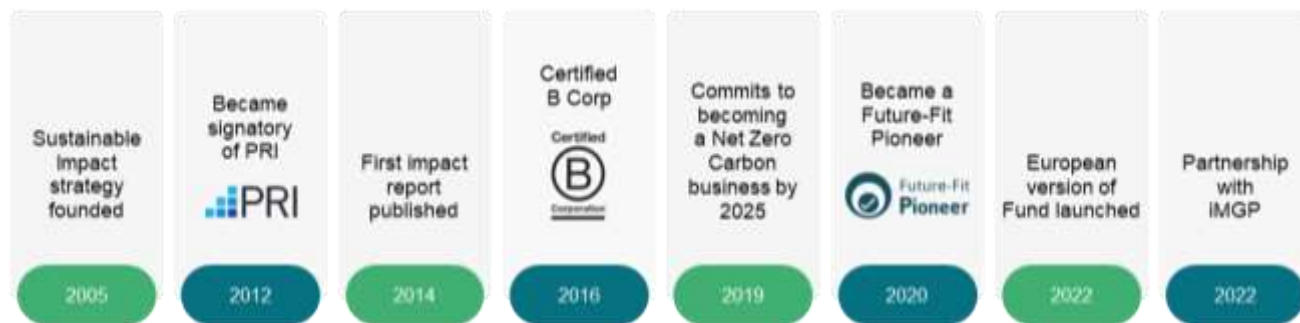 Sustainable
Impact
strategy
founded
2005
Became
signatory
of PRI
PRI
2012
First impact
report
published
2014
Certified
B Corp
Certified
B
Corporation
2016
Commits to
becoming
a Net Zero
Carbon
business by
2025
2019
Became a
Future-Fit
Pioneer
Future-Fit
Pioneer
2020
European
version of
Fund launched
2022
Partnership
with
iMGP
2022